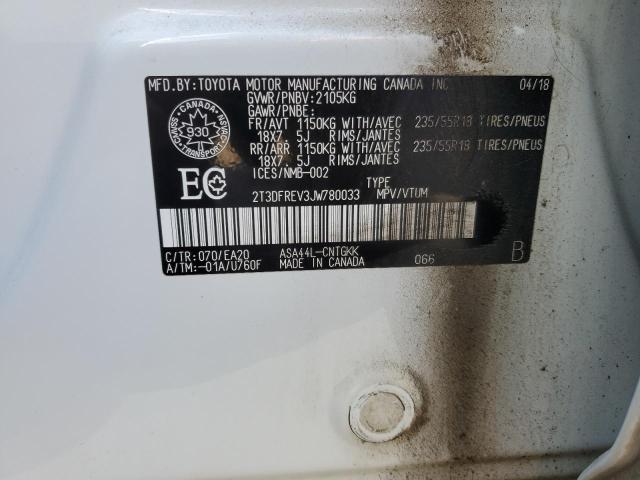 MFD.BY: TOYOTA MOTOR MANUFACTURING CANADA INC 04/18
GVWR/PNBV: 2105KG
GAWR/PNBE:
FR/AVT 1150KG WITH/AVEC 235/55R18 TIRES/PNEUS
18X7. 5J RIMS/JANTES
RR/ARR 1150KG WITH/AVEC 235/55R18 TIRES/PNEUS
18X7. 5J RIMS/JANTES
ICES/NMB-002
CANADA
930
TRANSPORT
EC
TYPE
2T3DFREV3JW780033 MPV/VTUM
C/TR: 070/EA20 ASA44L-CNTGKK
A/TM: -01A/U760F MADE IN CANADA 066 B